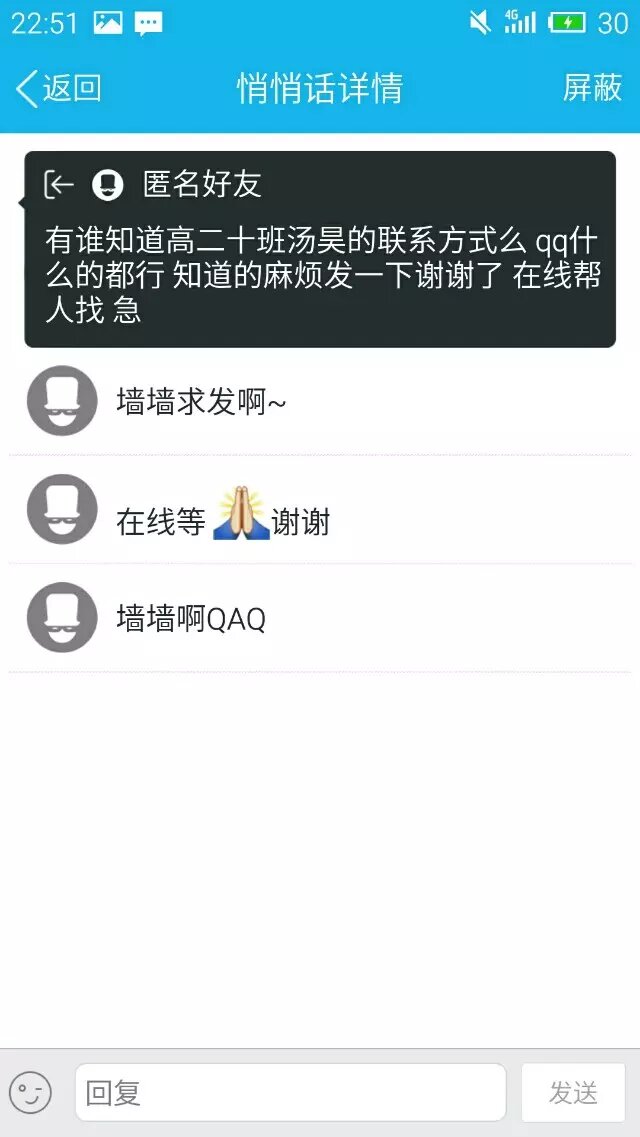 22:51 4G 30
返回 悄悄话详情 屏蔽
匿名好友
有谁知道高二十班汤昊的联系方式么 qq什
么的都行 知道的麻烦发一下谢谢了 在线帮
人找 急
墙墙求发啊~
在线等🙏谢谢
墙墙啊QAQ
回复 发送